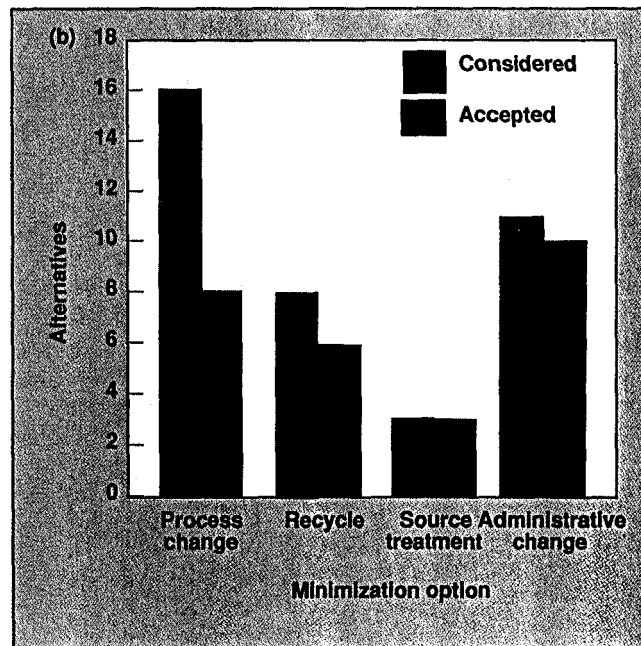 (b)
18
16
14
12
10
8
6
4
2
0
Alternatives
Considered
Accepted
Process
change
Recycle
Source
treatment
Administrative
change
Minimization option